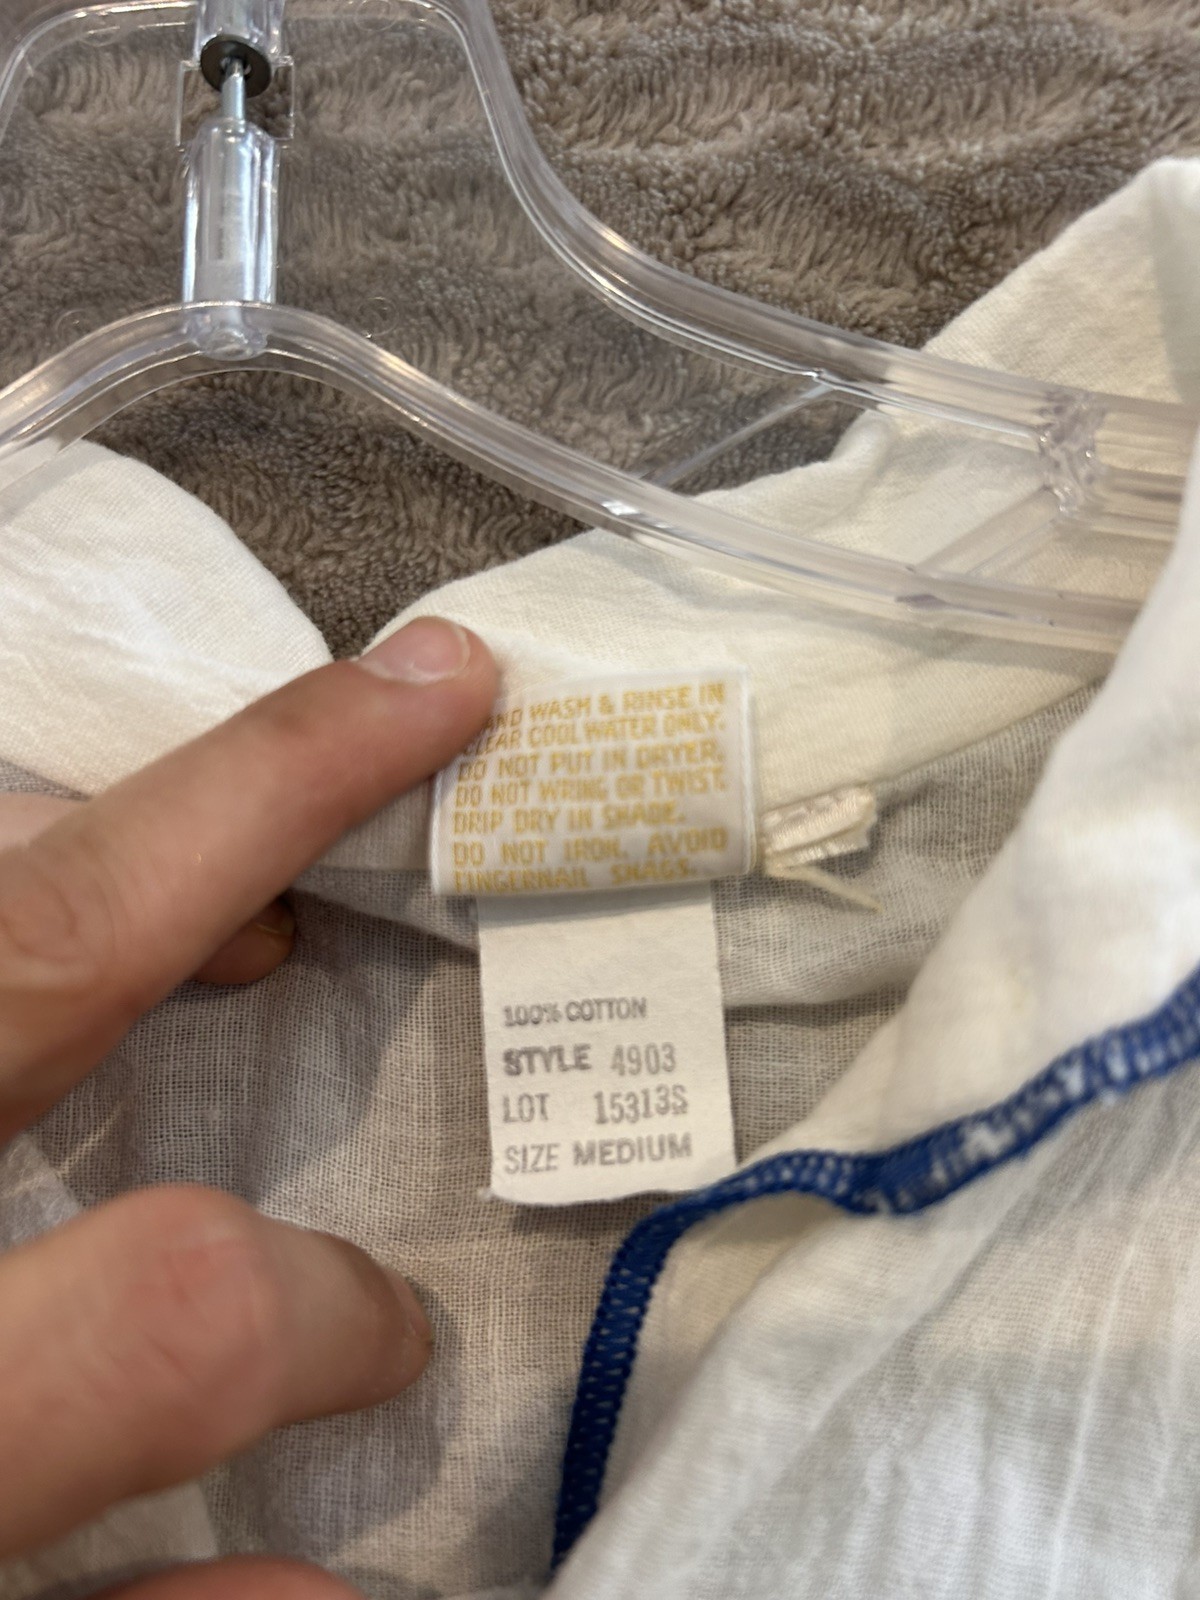 AND WASH & RINSE IN
CLEAR COOL WATER ONLY.
DO NOT PUT IN DRYER.
DO NOT WRING OR TWIST.
DRIP DRY IN SHADE.
DO NOT IRON. AVOID
FINGERNAIL SNAGS.
100% COTTON
STYLE 4903
LOT 15313S
SIZE MEDIUM